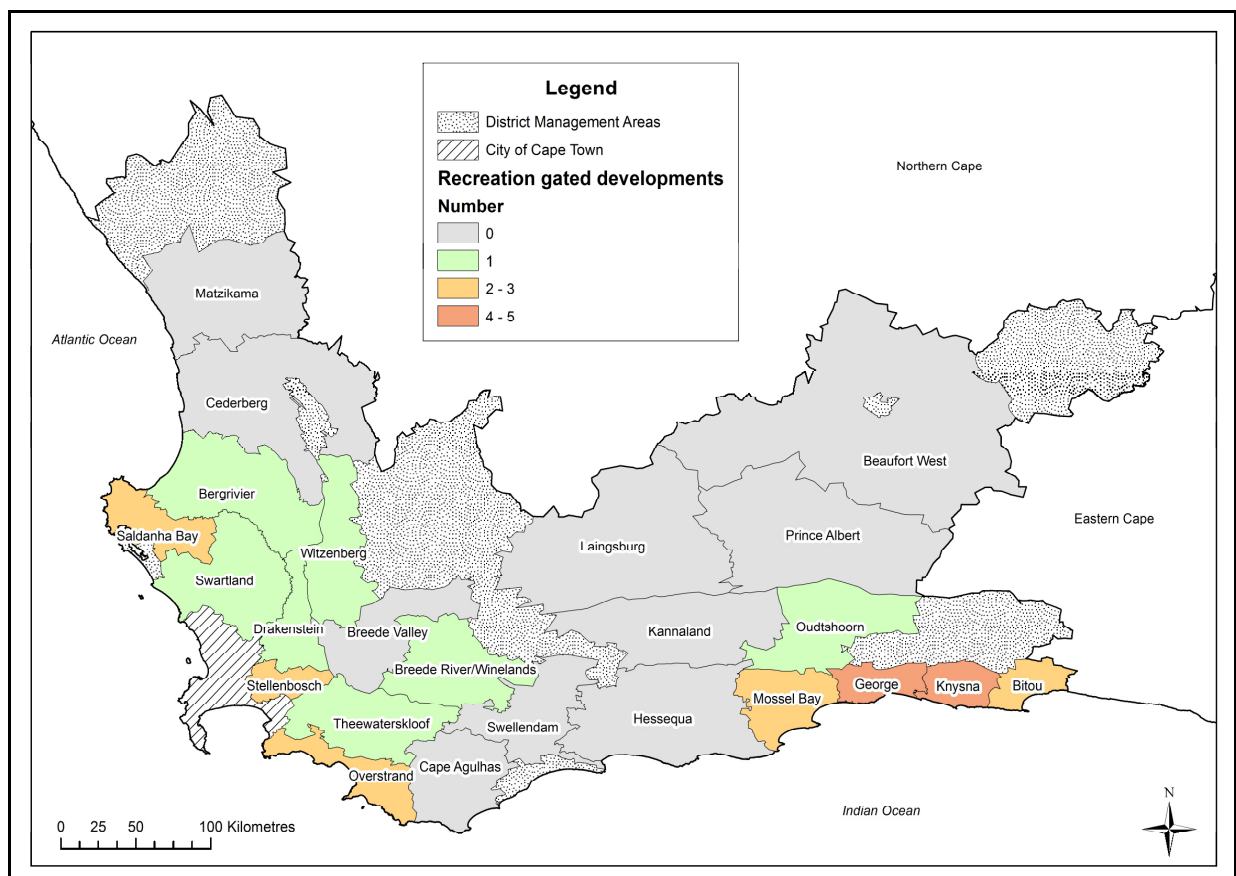 Legend
District Management Areas
City of Cape Town
Recreation gated developments
Number
0
1
2 - 3
4 - 5
Northern Cape
Atlantic Ocean
Matzikama
Cederberg
Bergrivier
Saldanha Bay
Swartland
Witzenberg
Drakenstein
Breede Valley
Stellenbosch
Breede River/Winelands
Theewaterskloof
Overstrand
Cape Agulhas
Swellendam
Hessequa
Laingsburg
Kannaland
Beaufort West
Prince Albert
Oudtshoorn
Mossel Bay
George
Knysna
Bitou
Eastern Cape
Indian Ocean
N
0 25 50 100 Kilometres